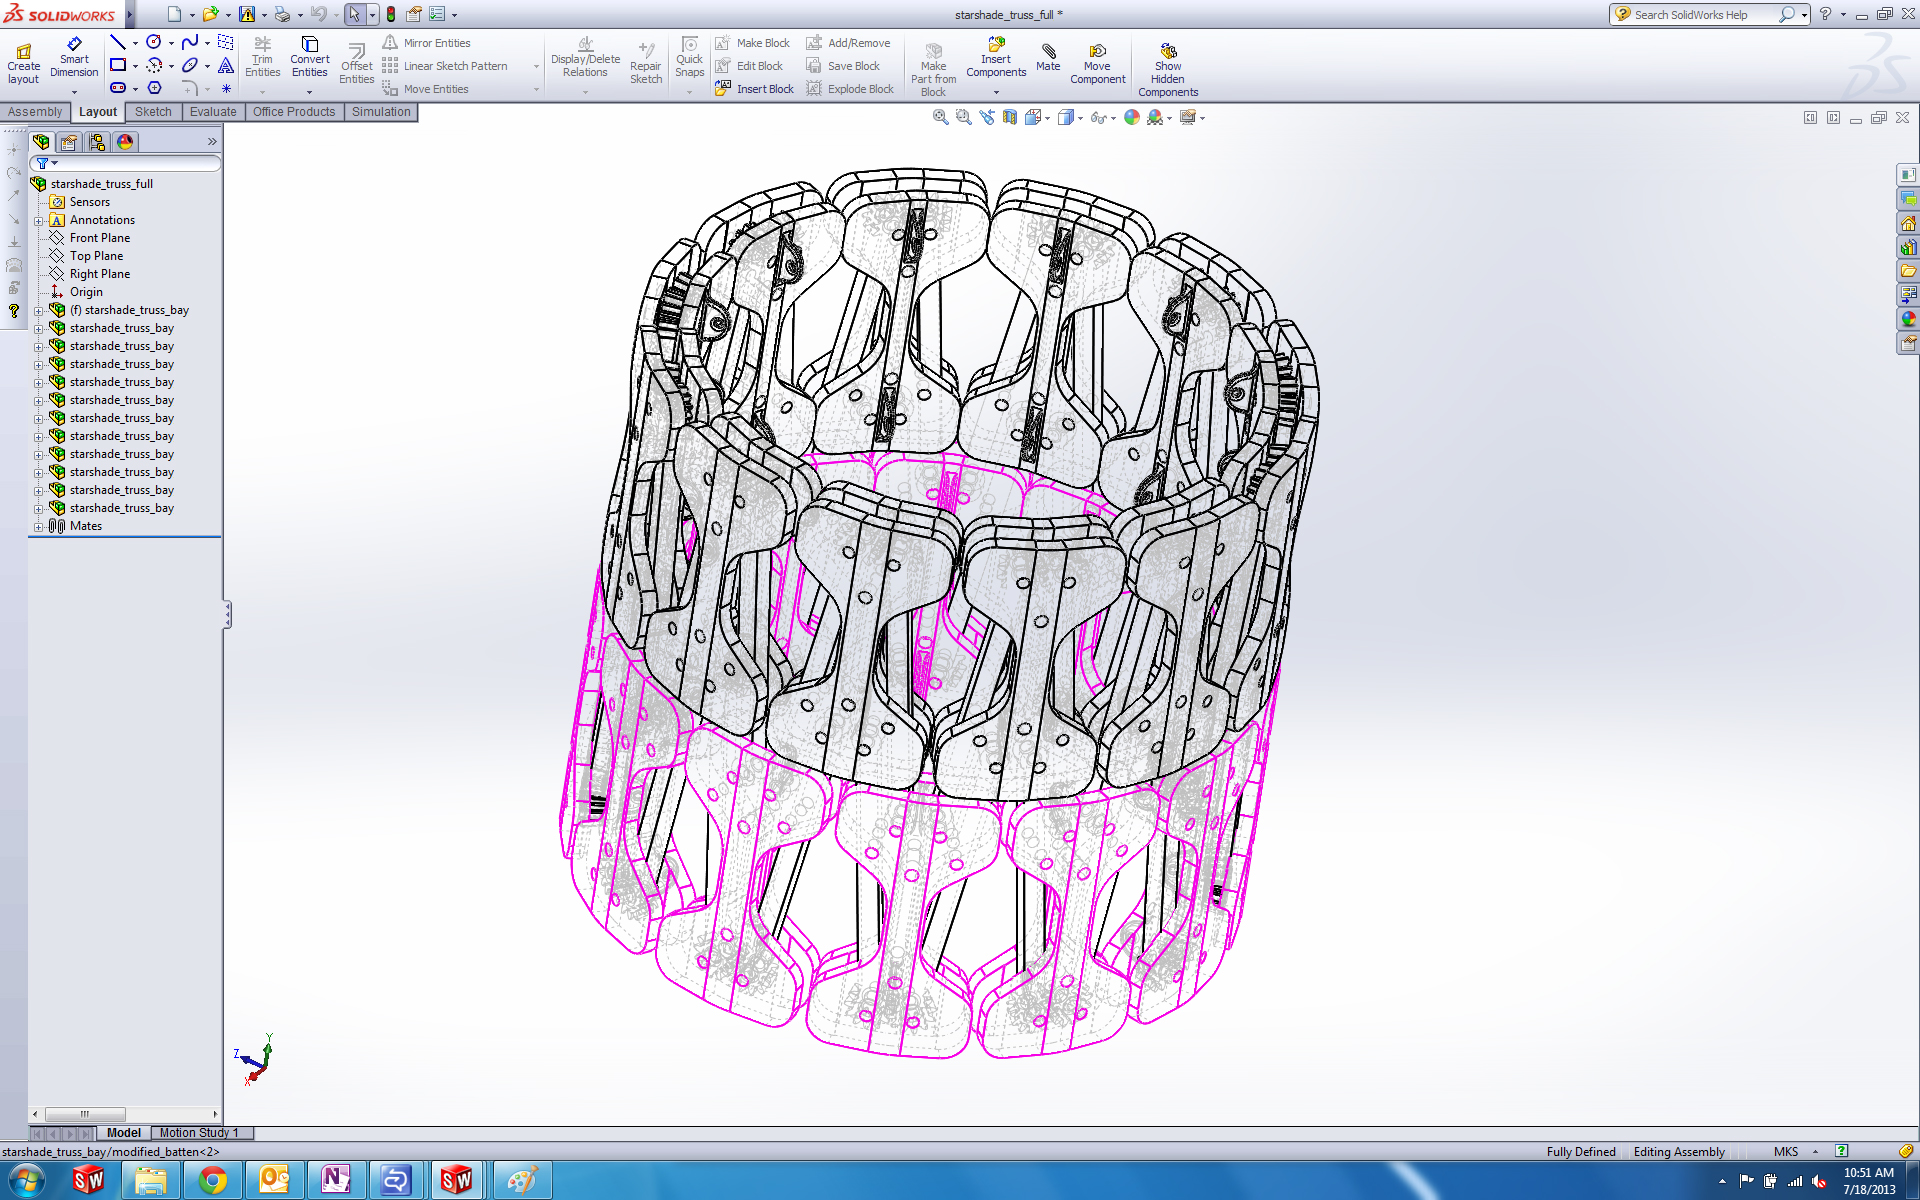 SOLIDWORKS
starshade_truss_full *
Search SolidWorks Help
Create layout
Smart Dimension
Trim Entities
Convert Entities
Offset Entities
Mirror Entities
Linear Sketch Pattern
Move Entities
Display/Delete Relations
Repair Sketch
Quick Snaps
Make Block
Edit Block
Insert Block
Add/Remove
Save Block
Explode Block
Make Part from Block
Insert Components
Mate
Move Component
Show Hidden Components
Assembly
Layout
Sketch
Evaluate
Office Products
Simulation
starshade_truss_full
Sensors
Annotations
Front Plane
Top Plane
Right Plane
Origin
(f) starshade_truss_bay
starshade_truss_bay
starshade_truss_bay
starshade_truss_bay
starshade_truss_bay
starshade_truss_bay
starshade_truss_bay
starshade_truss_bay
starshade_truss_bay
starshade_truss_bay
starshade_truss_bay
starshade_truss_bay
Mates
Y
Z
X
Model
Motion Study 1
starshade_truss_bay/modified_batten<2>
Fully Defined
Editing Assembly
MKS
10:51 AM
7/18/2013